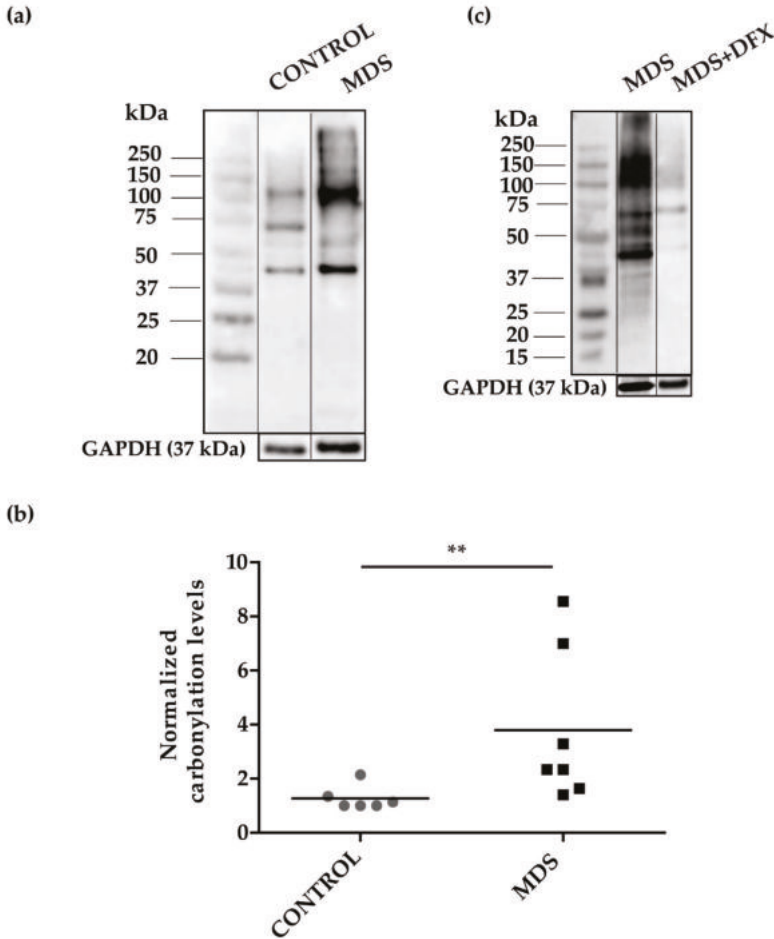 (a)
CONTROL
MDS
kDa
250
150
100
75
50
37
25
20
GAPDH (37 kDa)
(c)
MDS
MDS+DFX
kDa
250
150
100
75
50
37
25
20
15
GAPDH (37 kDa)
(b)
**
Normalized
carbonylation levels
10
8
6
4
2
0
CONTROL
MDS